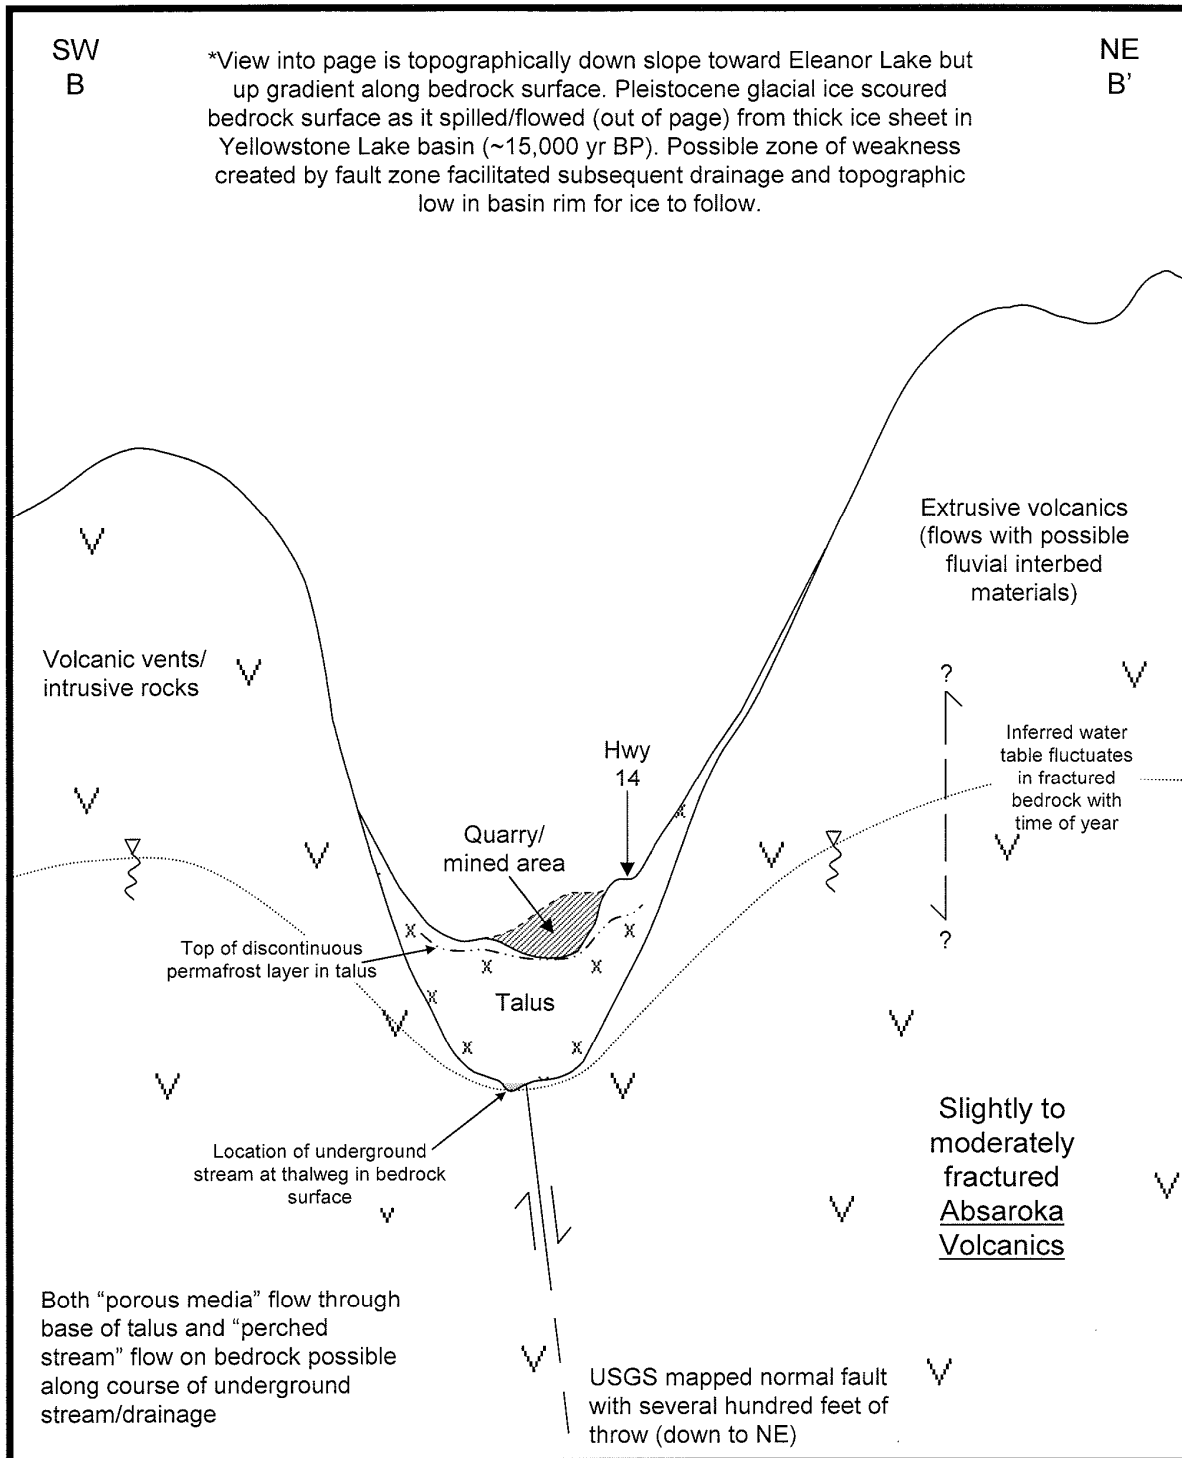 SW
B
NE
B'
*View into page is topographically down slope toward Eleanor Lake but
up gradient along bedrock surface. Pleistocene glacial ice scoured
bedrock surface as it spilled/flowed (out of page) from thick ice sheet in
Yellowstone Lake basin (~15,000 yr BP). Possible zone of weakness
created by fault zone facilitated subsequent drainage and topographic
low in basin rim for ice to follow.
Extrusive volcanics
(flows with possible
fluvial interbed
materials)
Volcanic vents/
intrusive rocks
?
Inferred water
table fluctuates
in fractured
bedrock with
time of year
?
Hwy
14
Quarry/
mined area
Top of discontinuous
permafrost layer in talus
Talus
Location of underground
stream at thalweg in bedrock
surface
Slightly to
moderately
fractured
Absaroka
Volcanics
Both “porous media” flow through
base of talus and “perched
stream” flow on bedrock possible
along course of underground
stream/drainage
USGS mapped normal fault
with several hundred feet of
throw (down to NE)